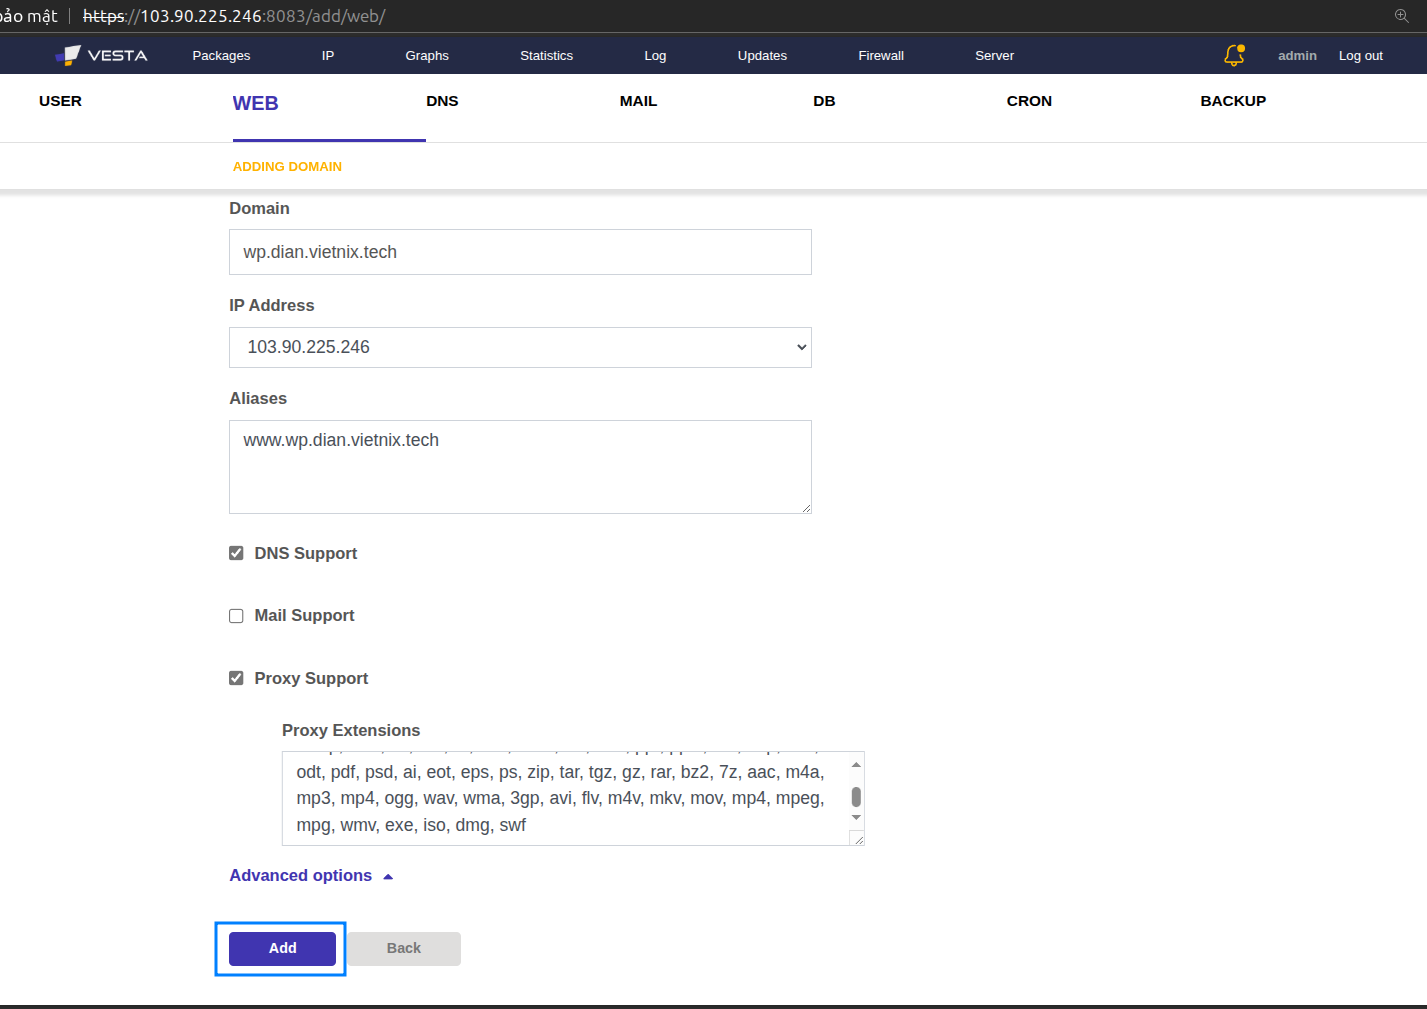 bảo mật https://103.90.225.246:8083/add/web/
VESTA Packages IP Graphs Statistics Log Updates Firewall Server admin Log out
USER WEB DNS MAIL DB CRON BACKUP
ADDING DOMAIN
Domain
wp.dian.vietnix.tech
IP Address
103.90.225.246
Aliases
www.wp.dian.vietnix.tech
DNS Support
Mail Support
Proxy Support
Proxy Extensions
odt, pdf, psd, ai, eot, eps, ps, zip, tar, tgz, gz, rar, bz2, 7z, aac, m4a,
mp3, mp4, ogg, wav, wma, 3gp, avi, flv, m4v, mkv, mov, mp4, mpeg,
mpg, wmv, exe, iso, dmg, swf
Advanced options
Add Back